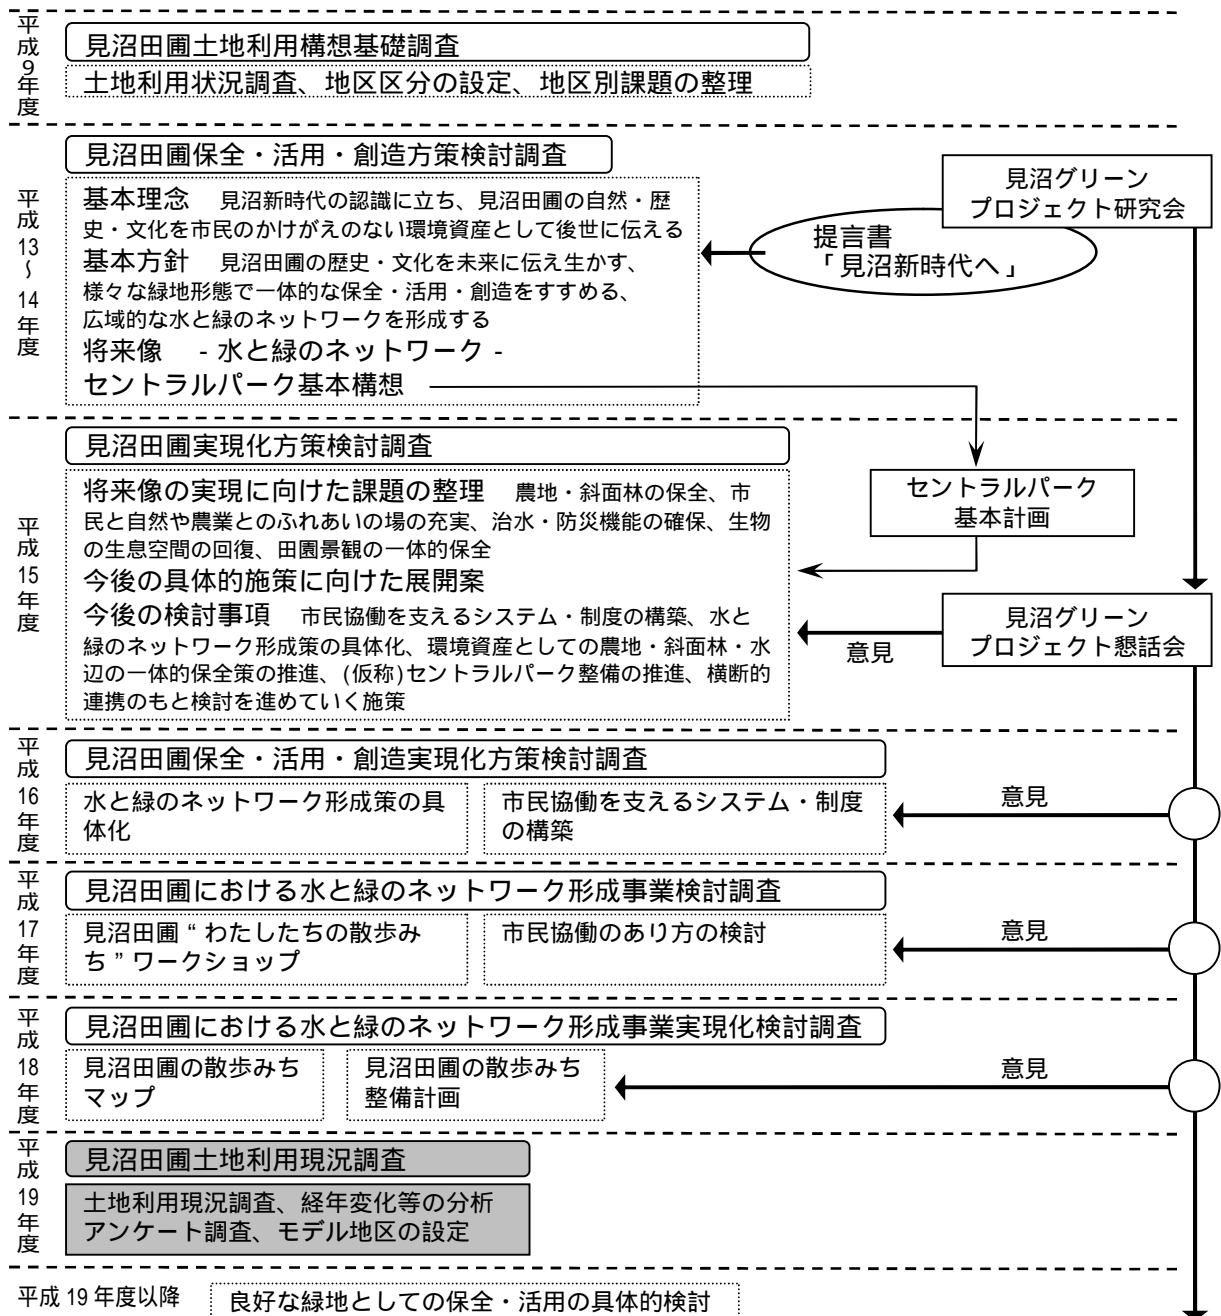 平成9年度
見沼田圃土地利用構想基礎調査
土地利用状況調査、地区区分の設定、地区別課題の整理
平成13～14年度
見沼田圃保全・活用・創造方策検討調査
基本理念　見沼新時代の認識に立ち、見沼田圃の自然・歴
史・文化を市民のかけがえのない環境資産として後世に伝える
基本方針　見沼田圃の歴史・文化を未来に伝え生かす、
様々な緑地形態で一体的な保全・活用・創造をすすめる、
広域的な水と緑のネットワークを形成する
将来像　- 水と緑のネットワーク -
セントラルパーク基本構想
見沼グリーン
プロジェクト研究会
提言書
「見沼新時代へ」
平成15年度
見沼田圃実現化方策検討調査
将来像の実現に向けた課題の整理　農地・斜面林の保全、市
民と自然や農業とのふれあいの場の充実、治水・防災機能の確保、生物
の生息空間の回復、田園景観の一体的保全
今後の具体的施策に向けた展開案
今後の検討事項　市民協働を支えるシステム・制度の構築、水と
緑のネットワーク形成策の具体化、環境資産としての農地・斜面林・水
辺の一体的保全策の推進、(仮称)セントラルパーク整備の推進、横断的
連携のもと検討を進めていく施策
セントラルパーク
基本計画
意見
見沼グリーン
プロジェクト懇話会
平成16年度
見沼田圃保全・活用・創造実現化方策検討調査
水と緑のネットワーク形成策の具
体化
市民協働を支えるシステム・制度
の構築
意見
平成17年度
見沼田圃における水と緑のネットワーク形成事業検討調査
見沼田圃“わたしたちの散歩み
ち”ワークショップ
市民協働のあり方の検討
意見
平成18年度
見沼田圃における水と緑のネットワーク形成事業実現化検討調査
見沼田圃の散歩みち
マップ
見沼田圃の散歩みち
整備計画
意見
平成19年度
見沼田圃土地利用現況調査
土地利用現況調査、経年変化等の分析
アンケート調査、モデル地区の設定
平成19年度以降
良好な緑地としての保全・活用の具体的検討